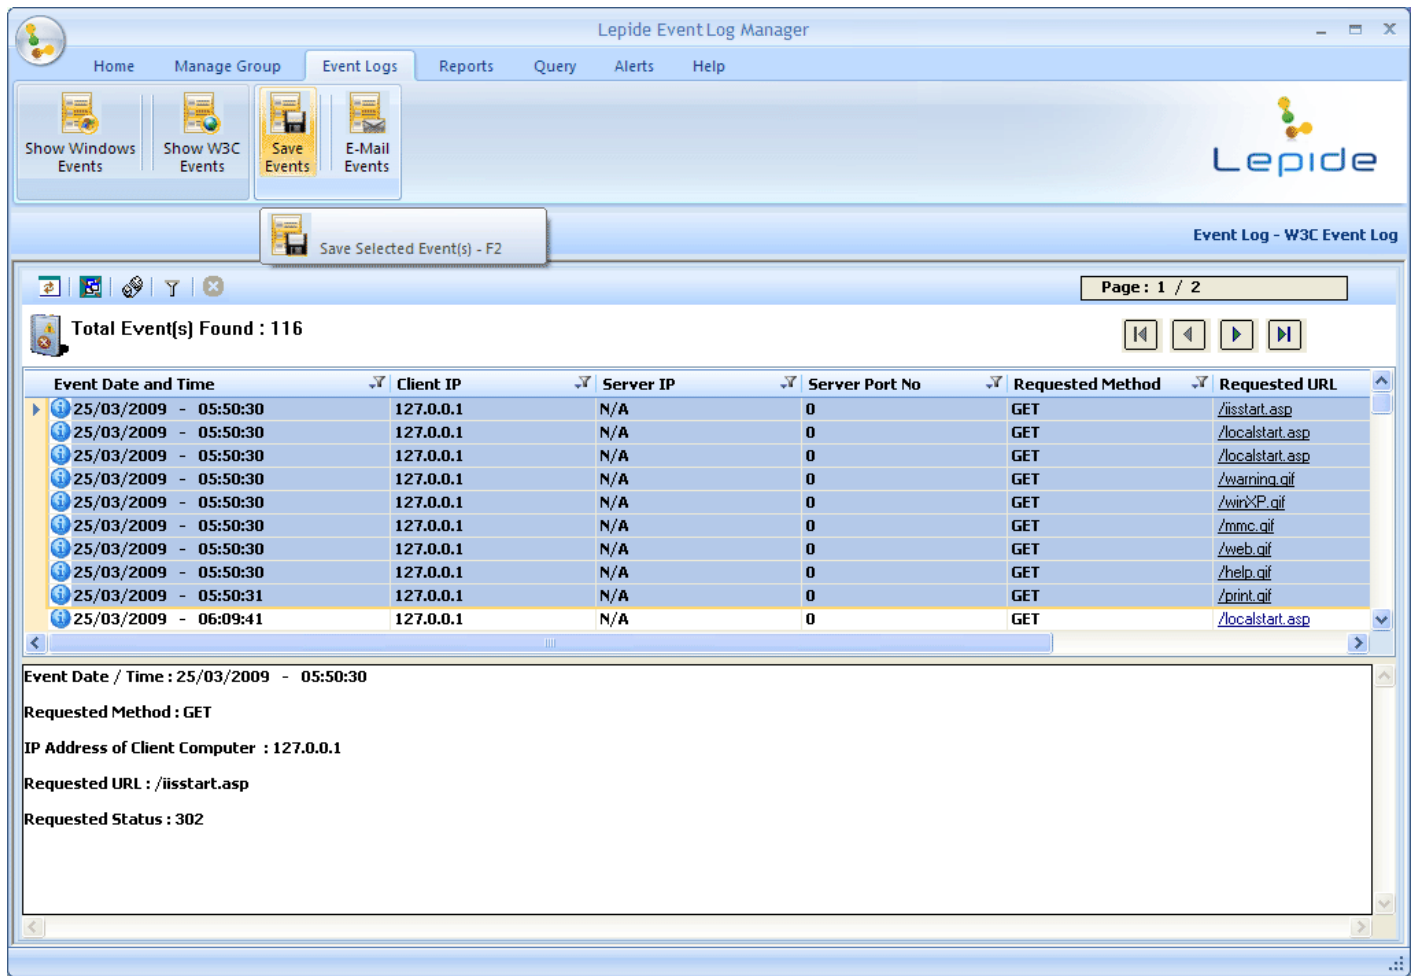 Lepide Event Log Manager
Home Manage Group Event Logs Reports Query Alerts Help
Show Windows Events
Show W3C Events
Save Events
E-Mail Events
Lepide
Save Selected Event(s) - F2
Event Log - W3C Event Log
Page : 1 / 2
Total Event(s) Found : 116
Event Date and Time Client IP Server IP Server Port No Requested Method Requested URL
25/03/2009 - 05:50:30 127.0.0.1 N/A 0 GET /iisstart.asp
25/03/2009 - 05:50:30 127.0.0.1 N/A 0 GET /localstart.asp
25/03/2009 - 05:50:30 127.0.0.1 N/A 0 GET /localstart.asp
25/03/2009 - 05:50:30 127.0.0.1 N/A 0 GET /warning.gif
25/03/2009 - 05:50:30 127.0.0.1 N/A 0 GET /winXP.gif
25/03/2009 - 05:50:30 127.0.0.1 N/A 0 GET /mmc.gif
25/03/2009 - 05:50:30 127.0.0.1 N/A 0 GET /web.gif
25/03/2009 - 05:50:30 127.0.0.1 N/A 0 GET /help.gif
25/03/2009 - 05:50:31 127.0.0.1 N/A 0 GET /print.gif
25/03/2009 - 06:09:41 127.0.0.1 N/A 0 GET /localstart.asp
Event Date / Time : 25/03/2009 - 05:50:30
Requested Method : GET
IP Address of Client Computer : 127.0.0.1
Requested URL : /iisstart.asp
Requested Status : 302